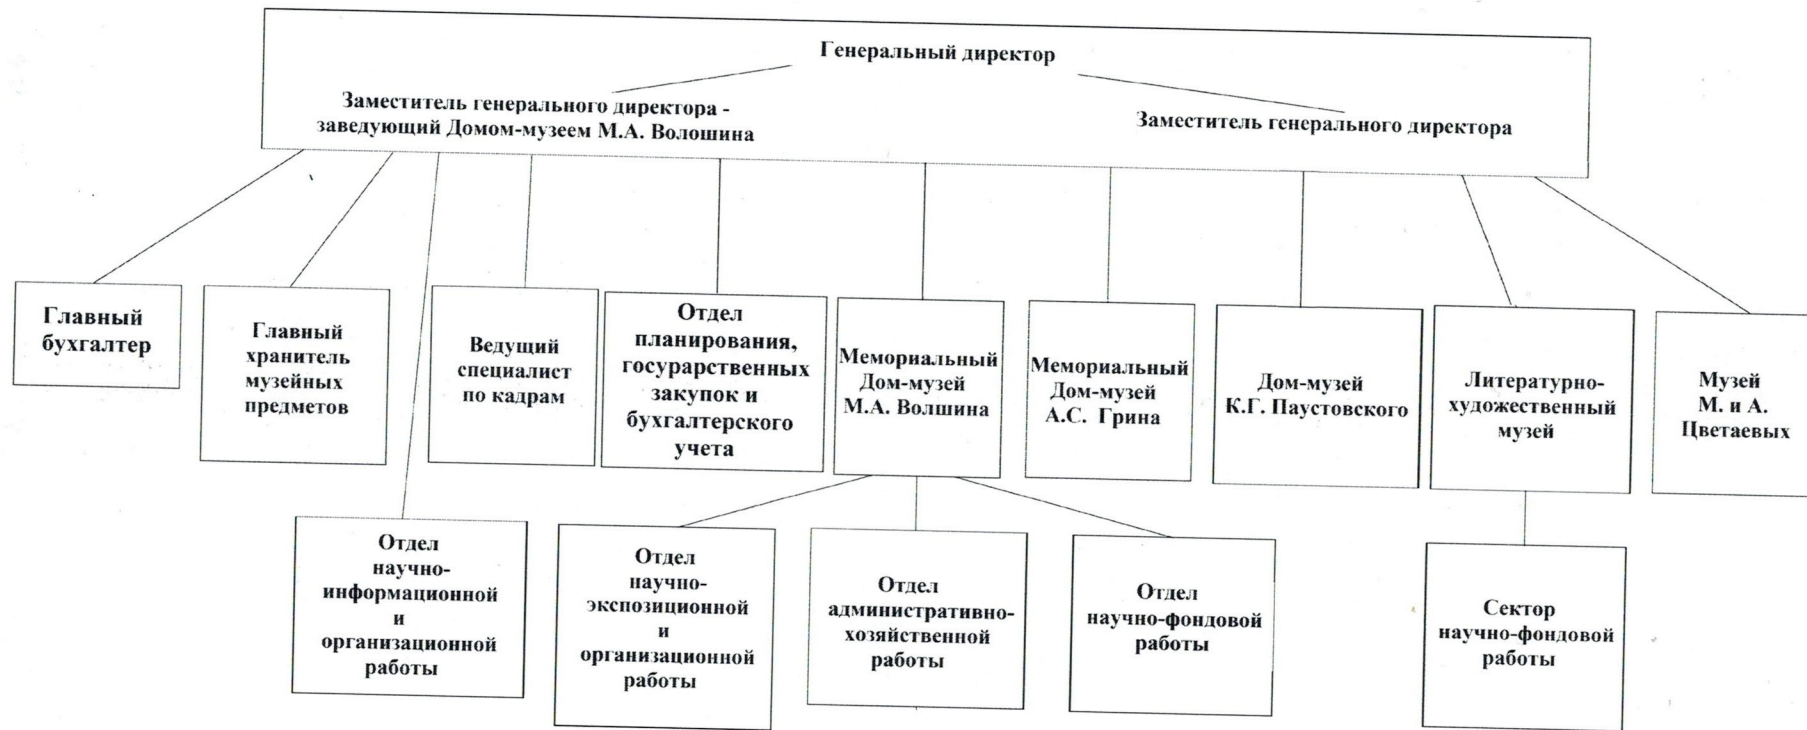 Генеральный директор
Заместитель генерального директора -
заведующий Домом-музеем М.А. Волошина
Заместитель генерального директора
Главный
бухгалтер
Главный
хранитель
музейных
предметов
Ведущий
специалист
по кадрам
Отдел
планирования,
госурарственных
закупок и
бухгалтерского
учета
Мемориальный
Дом-музей
М.А. Волшина
Мемориальный
Дом-музей
А.С. Грина
Дом-музей
К.Г. Паустовского
Литературно-
художественный
музей
Музей
М. и А.
Цветаевых
Отдел
научно-
информационной
и
организационной
работы
Отдел
научно-
экспозиционной
и
организационной
работы
Отдел
административно-
хозяйственной
работы
Отдел
научно-фондовой
работы
Сектор
научно-фондовой
работы